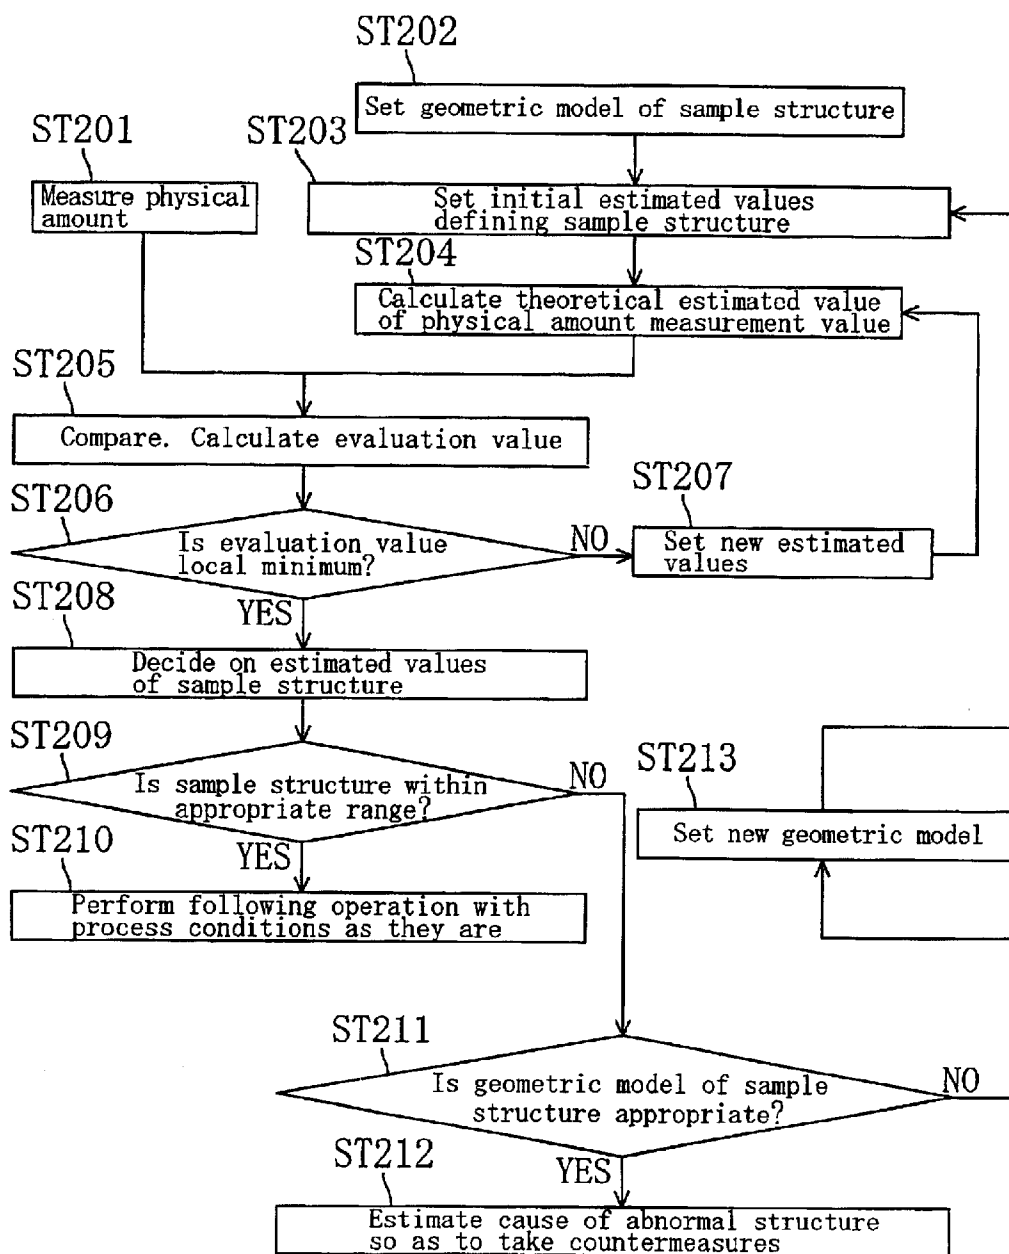 ST202
Set geometric model of sample structure
ST201
Measure physical
amount
ST203
Set initial estimated values
defining sample structure
ST204
Calculate theoretical estimated value
of physical amount measurement value
ST205
Compare. Calculate evaluation value
ST206
Is evaluation value
local minimum?
NO
ST207
Set new estimated
values
YES
ST208
Decide on estimated values
of sample structure
ST209
Is sample structure within
appropriate range?
NO
ST213
Set new geometric model
YES
ST210
Perform following operation with
process conditions as they are
ST211
Is geometric model of sample
structure appropriate?
NO
YES
ST212
Estimate cause of abnormal structure
so as to take countermeasures